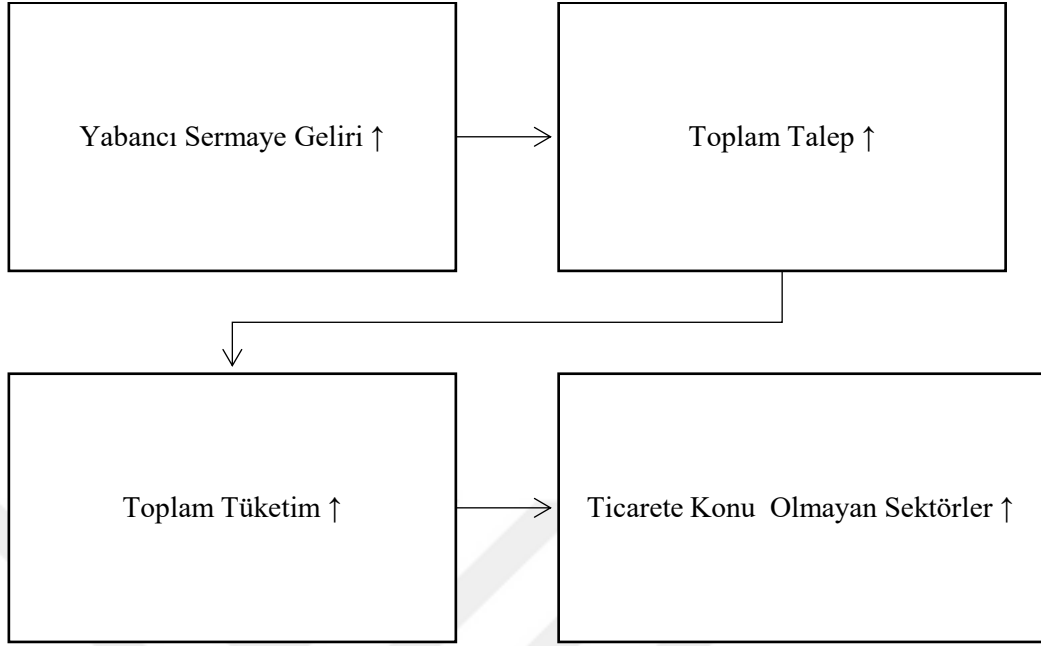 Yabancı Sermaye Geliri ↑
Toplam Talep ↑
Toplam Tüketim ↑
Ticarete Konu  Olmayan Sektörler ↑